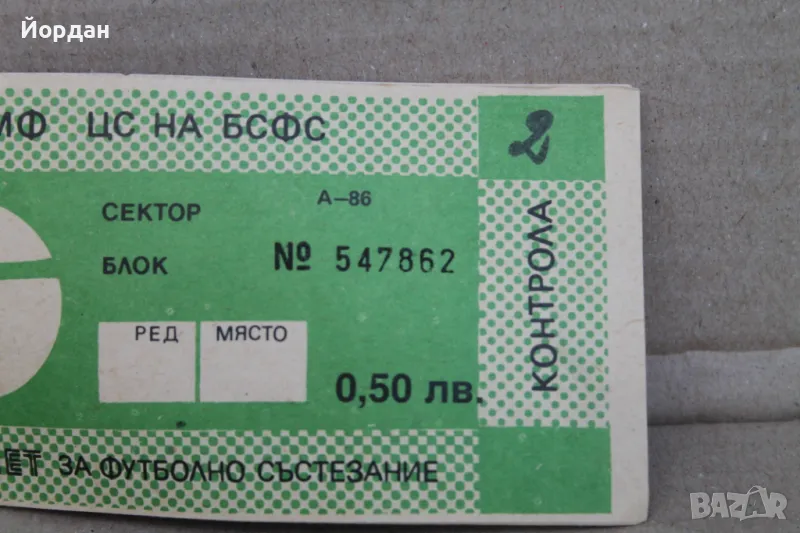 Йордан
МФ ЦС НА БСФС
2
СЕКТОР
А–86
БЛОК
№ 547862
РЕД МЯСТО
0,50 лв.
КОНТРОЛА
ЕТ ЗА ФУТБОЛНО СЪСТЕЗАНИЕ
BAZAR